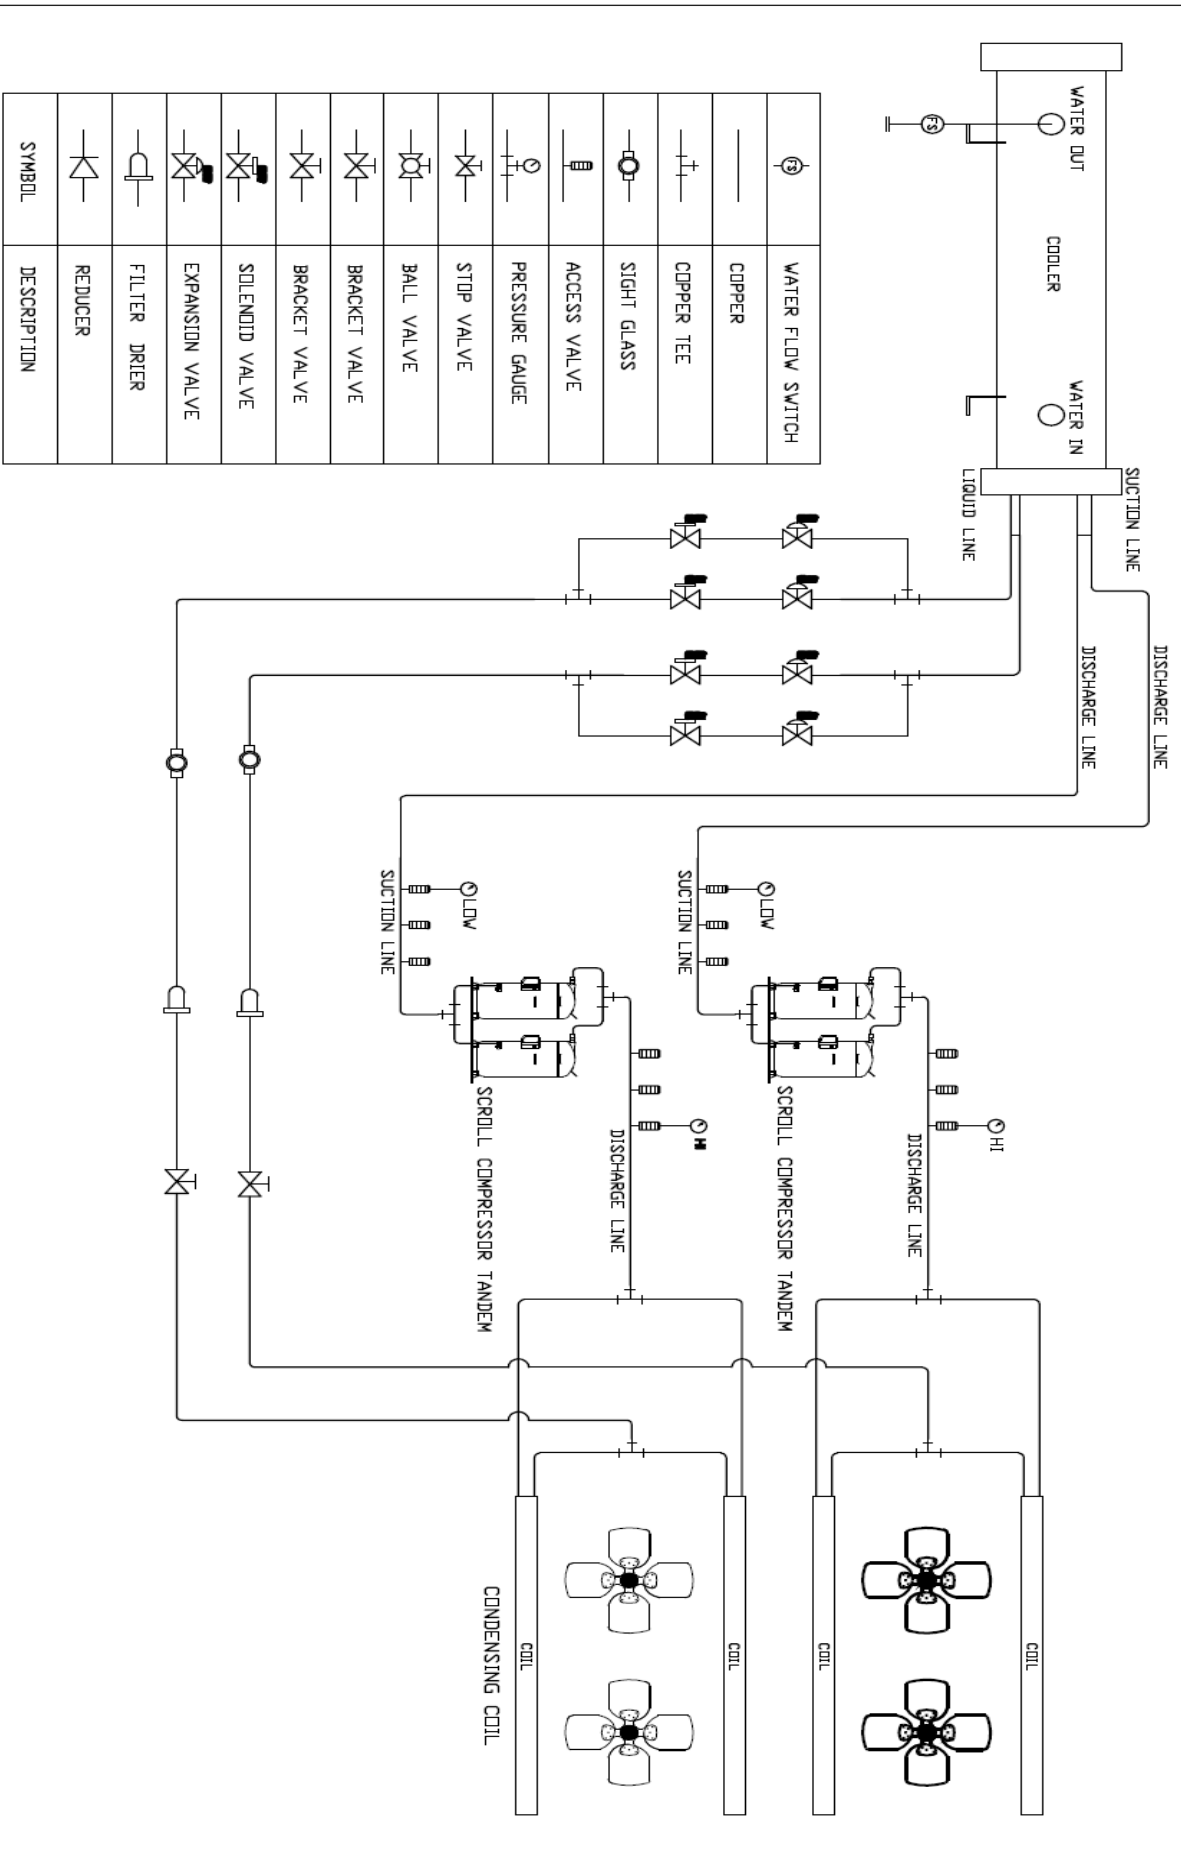 DISCHARGE LINE
SUCTION LINE
DISCHARGE LINE
WATER OUT
WATER IN
COOLER
LIQUID LINE
FS
COIL
HI
DISCHARGE LINE
COIL
SCROLL COMPRESSOR TANDEM
LOW
SUCTION LINE
COIL
HI
DISCHARGE LINE
COIL
CONDENSING COIL
SCROLL COMPRESSOR TANDEM
LOW
SUCTION LINE
FS WATER FLOW SWITCH
COPPER
COPPER TEE
SIGHT GLASS
ACCESS VALVE
PRESSURE GAUGE
STOP VALVE
BALL VALVE
BRACKET VALVE
BRACKET VALVE
SOLENOID VALVE
EXPANSION VALVE
FILTER DRIER
REDUCER
SYMBOL DESCRIPTION